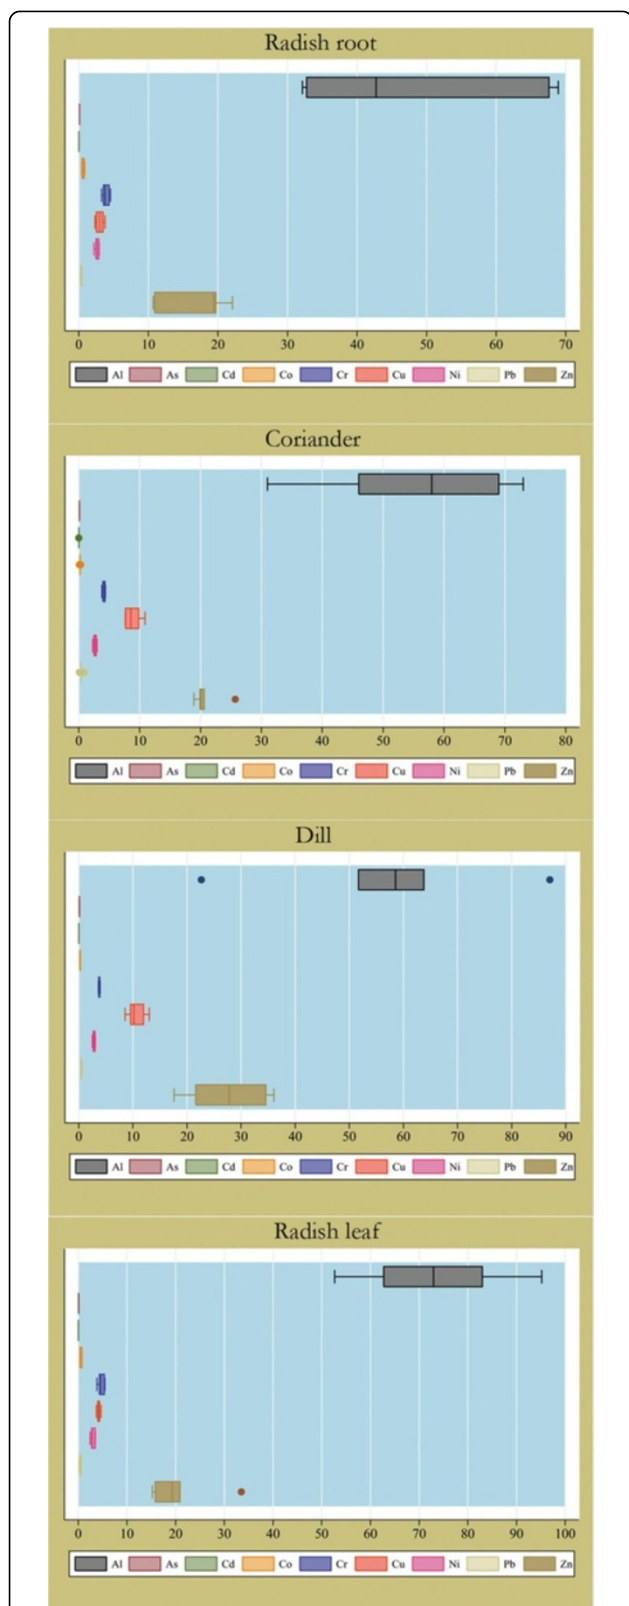 Radish root
0 10 20 30 40 50 60 70
Al As Cd Co Cr Cu Ni Pb Zn
Coriander
0 10 20 30 40 50 60 70 80
Al As Cd Co Cr Cu Ni Pb Zn
Dill
0 10 20 30 40 50 60 70 80 90
Al As Cd Co Cr Cu Ni Pb Zn
Radish leaf
0 10 20 30 40 50 60 70 80 90 100
Al As Cd Co Cr Cu Ni Pb Zn